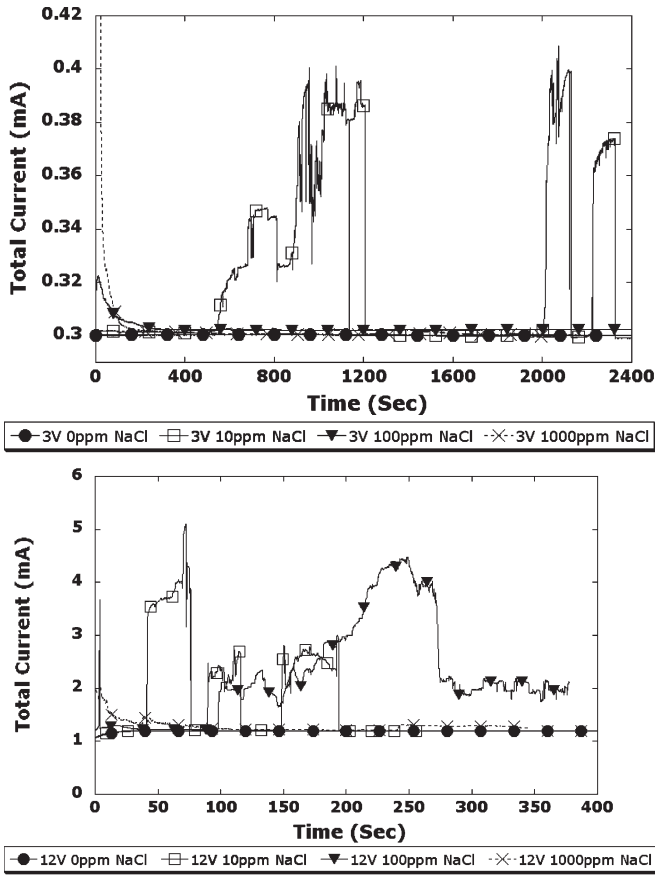 0.42
0.4
0.38
0.36
0.34
0.32
0.3
Total Current (mA)
0 400 800 1200 1600 2000 2400
Time (Sec)
3V 0ppm NaCl 3V 10ppm NaCl 3V 100ppm NaCl 3V 1000ppm NaCl
6
5
4
3
2
1
0
Total Current (mA)
0 50 100 150 200 250 300 350 400
Time (Sec)
12V 0ppm NaCl 12V 10ppm NaCl 12V 100ppm NaCl 12V 1000ppm NaCl